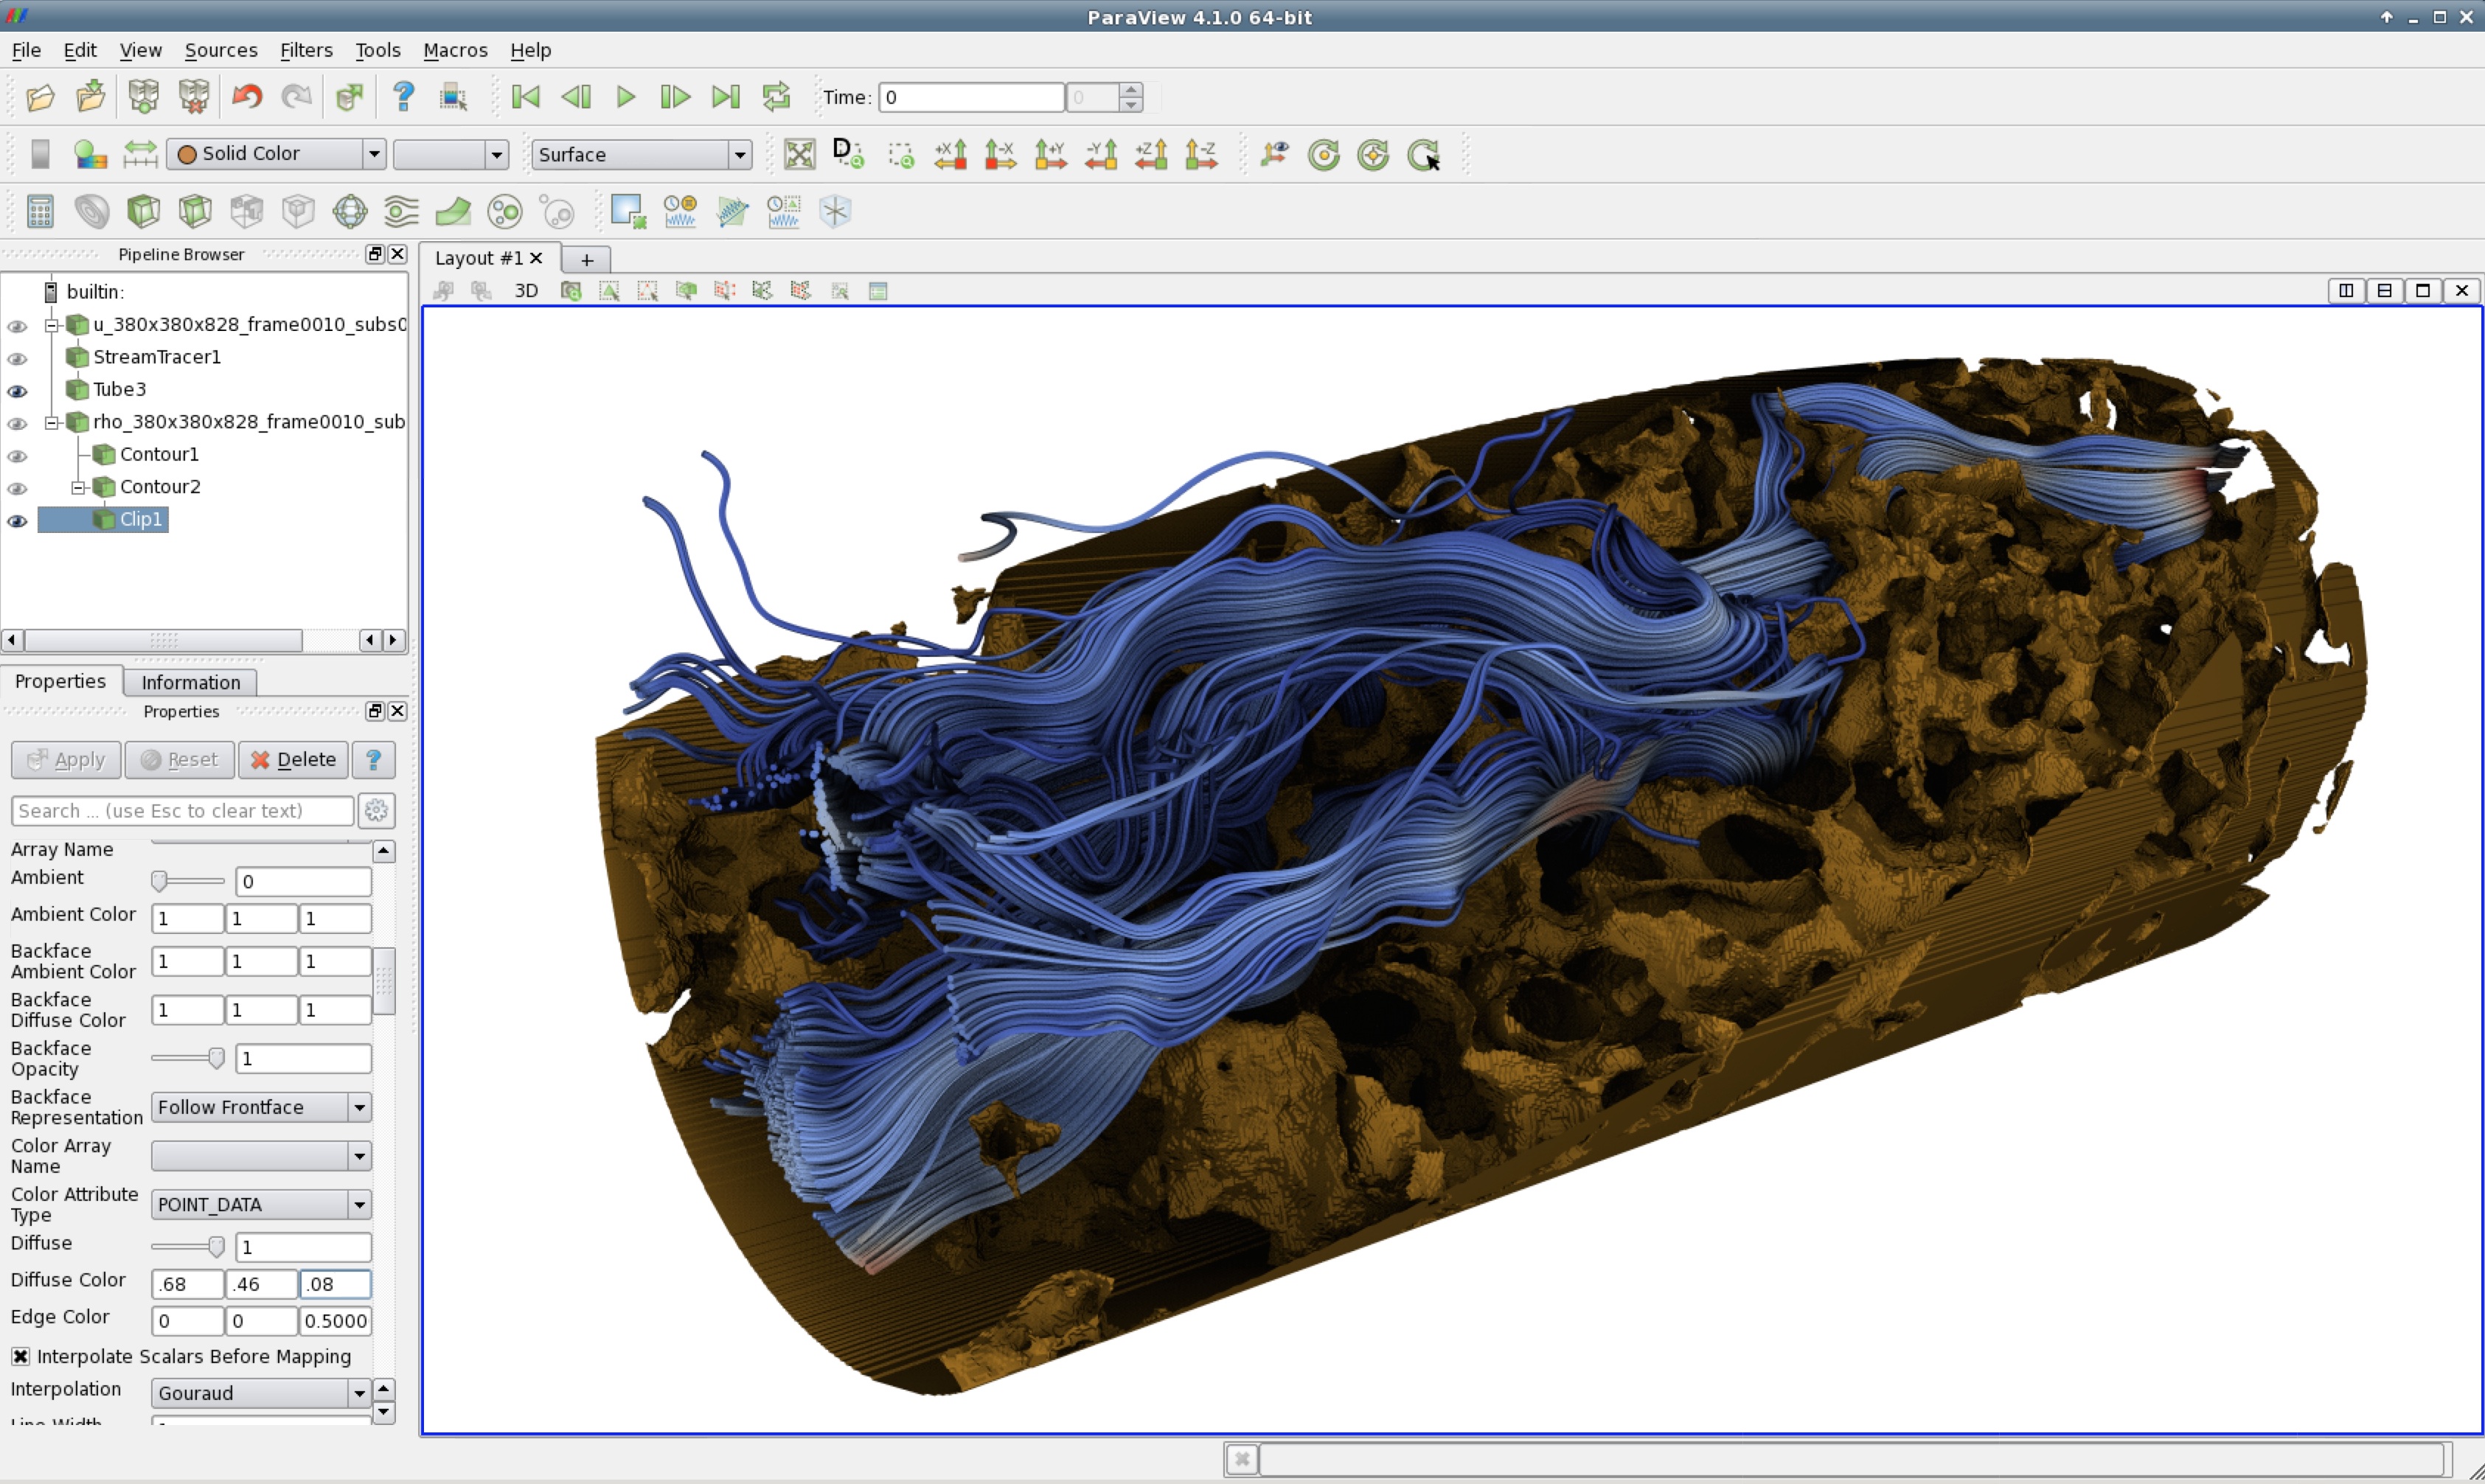 ParaView 4.1.0 64-bit
File Edit View Sources Filters Tools Macros Help
Time: 0 0
Solid Color Surface D +X -X +Y -Y +Z -Z
Pipeline Browser
Layout #1 +
3D
builtin:
u_380x380x828_frame0010_subs
StreamTracer1
Tube3
rho_380x380x828_frame0010_sub
Contour1
Contour2
Clip1
Properties Information
Properties
Apply Reset Delete ?
Search ... (use Esc to clear text)
Array Name
Ambient 0
Ambient Color 1 1 1
Backface
Ambient Color 1 1 1
Backface
Diffuse Color 1 1 1
Backface
Opacity 1
Backface
Representation Follow Frontface
Color Array
Name
Color Attribute
Type POINT_DATA
Diffuse 1
Diffuse Color .68 .46 .08
Edge Color 0 0 0.5000
Interpolate Scalars Before Mapping
Interpolation Gouraud
Line Width